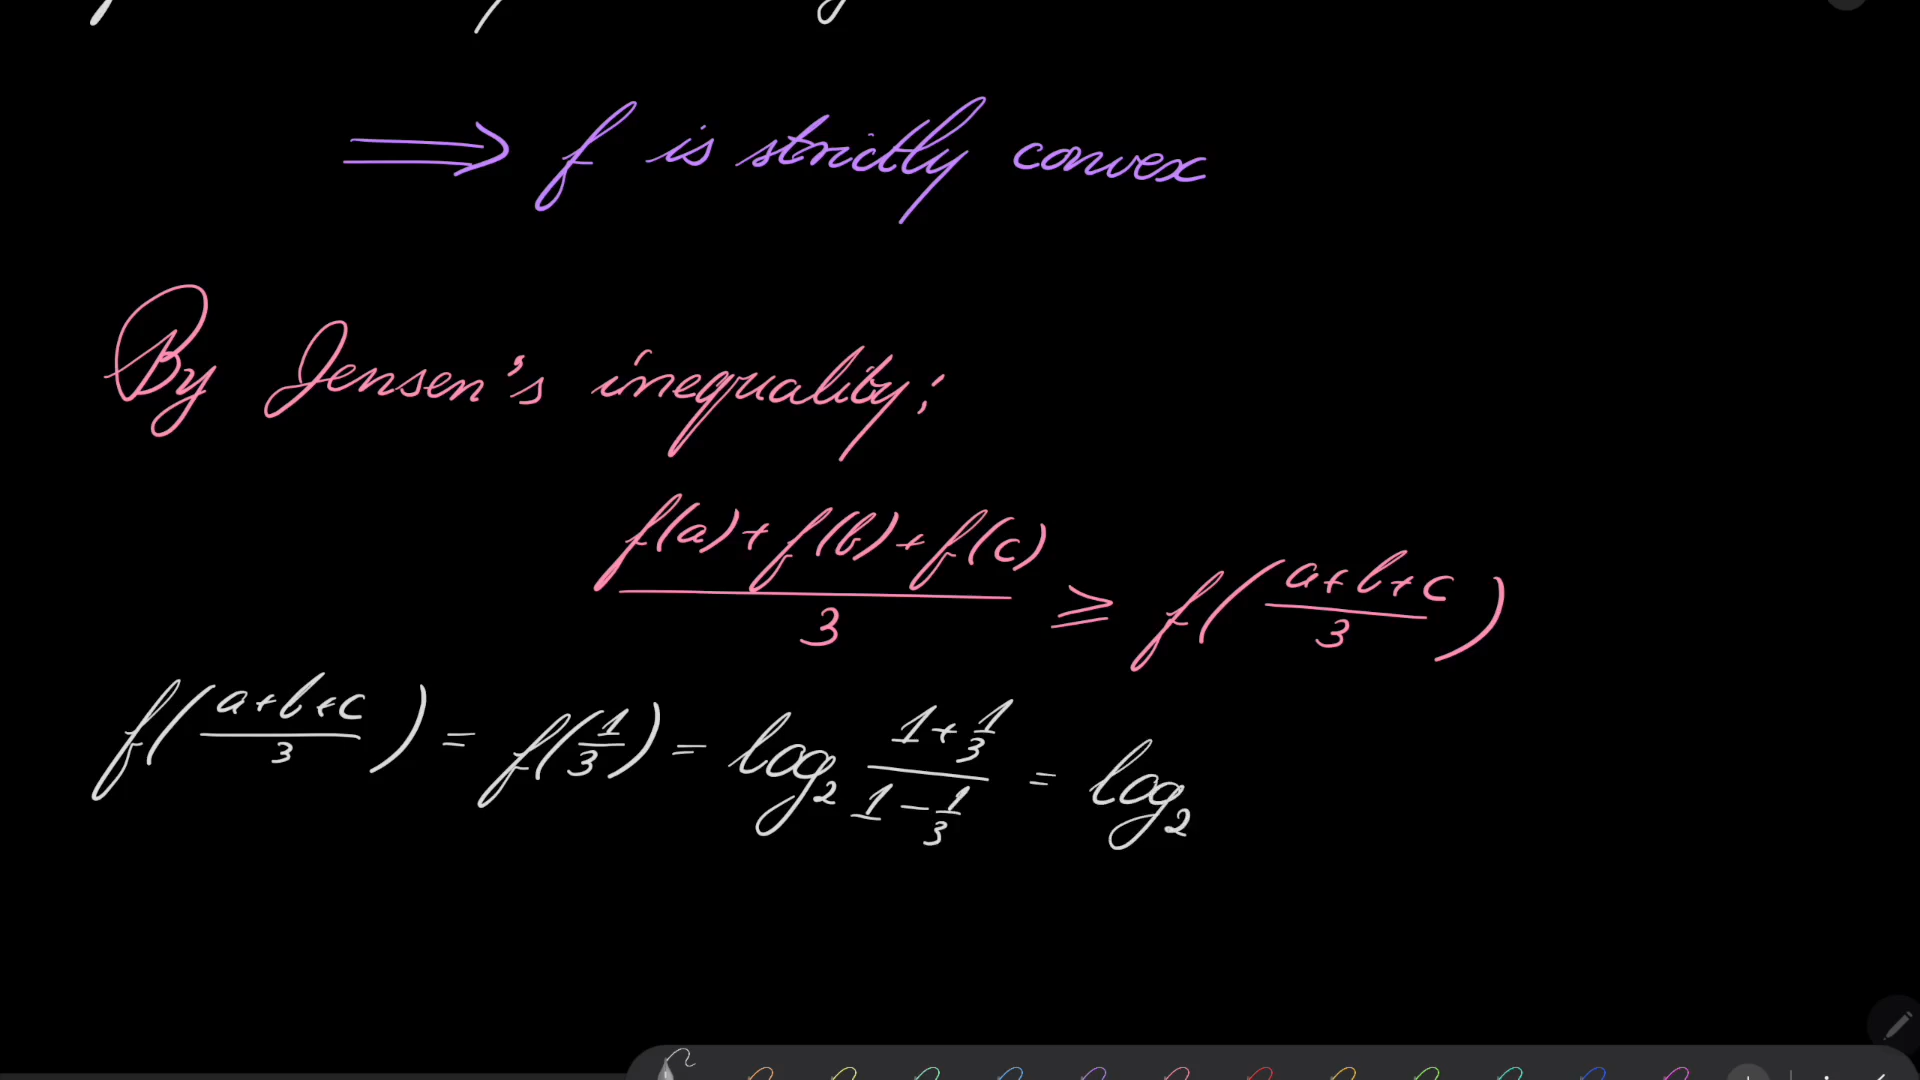 ⟹ f is strictly convex
By Jensen's inequality:
(f(a)+f(b)+f(c))/3 ≥ f((a+b+c)/3)
f((a+b+c)/3) = f(1/3) = log₂ (1+1/3)/(1-1/3) = log₂